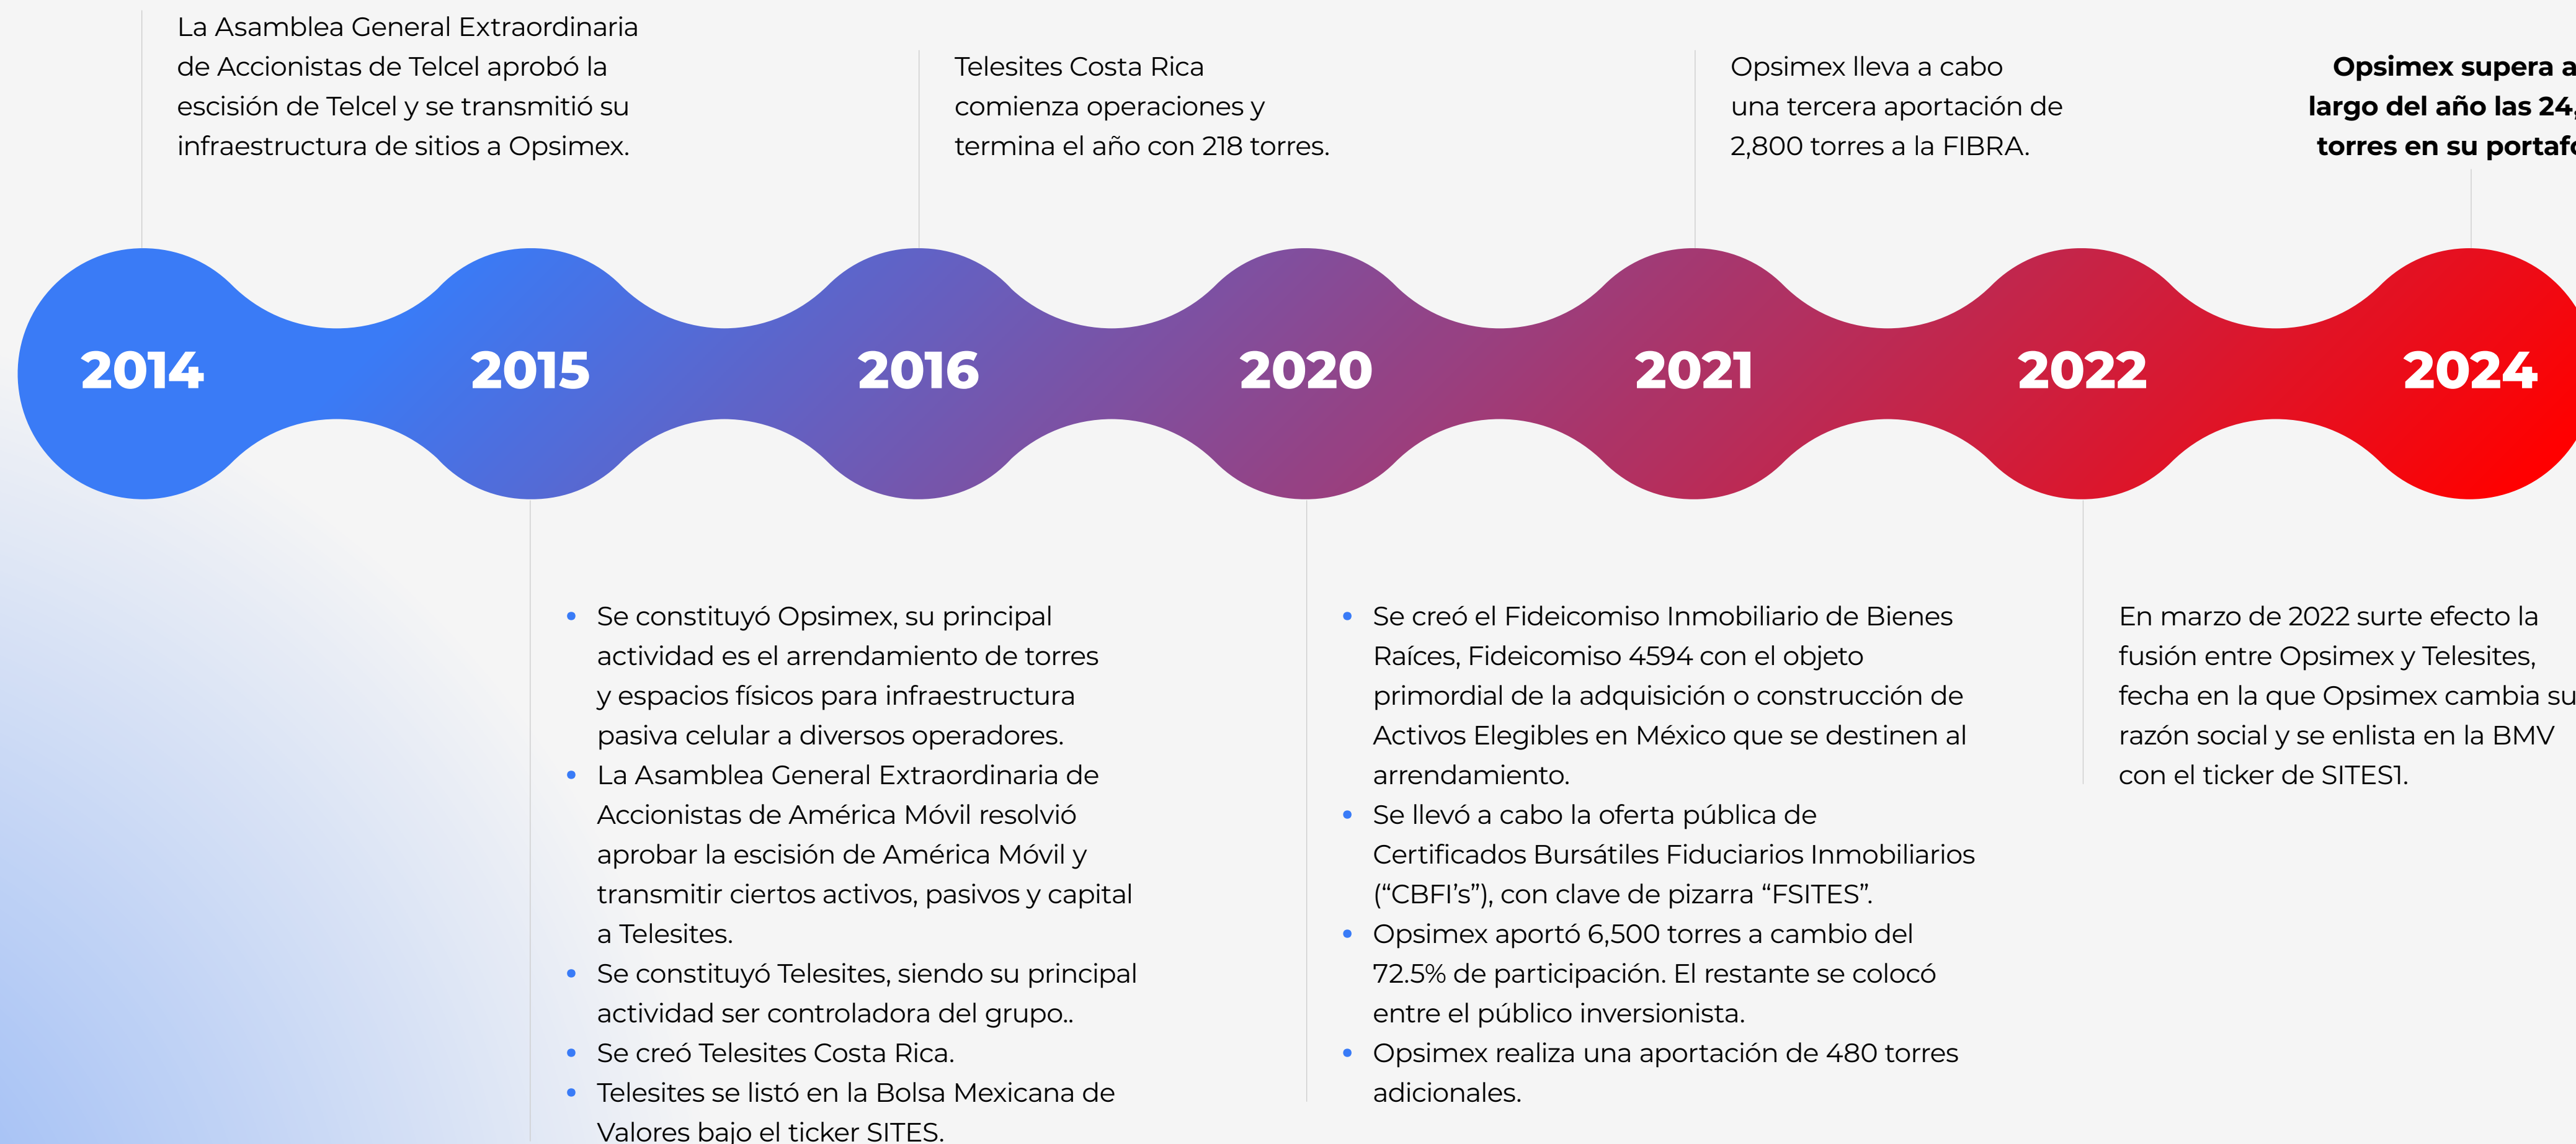 La Asamblea General Extraordinaria
de Accionistas de Telcel aprobó la
escisión de Telcel y se transmitió su
infraestructura de sitios a Opsimex.
Telesites Costa Rica
comienza operaciones y
termina el año con 218 torres.
Opsimex lleva a cabo
una tercera aportación de
2,800 torres a la FIBRA.
Opsimex supera a
largo del año las 24,
torres en su
2014
2015
2016
2020
2021
2022
2024
• Se constituyó Opsimex, su principal
actividad es el arrendamiento de torres
y espacios físicos para infraestructura
pasiva celular a diversos operadores.
• La Asamblea General Extraordinaria de
Accionistas de América Móvil resolvió
aprobar la escisión de América Móvil y
transmitir ciertos activos, pasivos y capital
a Telesites.
• Se constituyó Telesites, siendo su principal
actividad ser controladora del grupo..
• Se creó Telesites Costa Rica.
• Telesites se listó en la Bolsa Mexicana de
Valores bajo el ticker SITES.
• Se creó el Fideicomiso Inmobiliario de Bienes
Raíces, Fideicomiso 4594 con el objeto
primordial de la adquisición o construcción de
Activos Elegibles en México que se destinen al
arrendamiento.
• Se llevó a cabo la oferta pública de
Certificados Bursátiles Fiduciarios Inmobiliarios
(“CBFI’s”), con clave de pizarra “FSITES”.
• Opsimex aportó 6,500 torres a cambio del
72.5% de participación. El restante se colocó
entre el público inversionista.
• Opsimex realiza una aportación de 480 torres
adicionales.
En marzo de 2022 surte efecto la
fusión entre Opsimex y Telesites,
fecha en la que Opsimex cambia su
razón social y se enlista en la BMV
con el ticker de SITES1.